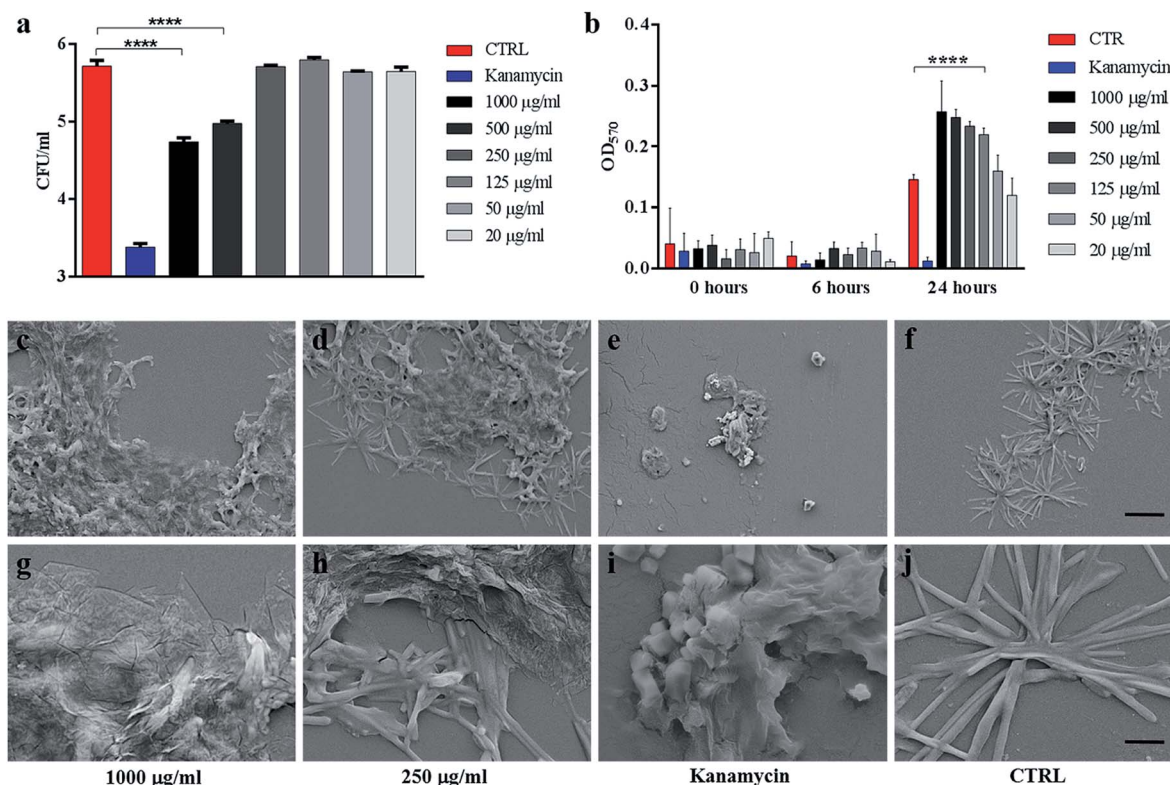 a
****
****
6
5
4
3
CFU/ml
CTRL
Kanamycin
1000 µg/ml
500 µg/ml
250 µg/ml
125 µg/ml
50 µg/ml
20 µg/ml
b
****
0.4
0.3
0.2
0.1
0.0
OD570
0 hours
6 hours
24 hours
CTR
Kanamycin
1000 µg/ml
500 µg/ml
250 µg/ml
125 µg/ml
50 µg/ml
20 µg/ml
c
d
e
f
g
h
i
j
1000 µg/ml
250 µg/ml
Kanamycin
CTRL